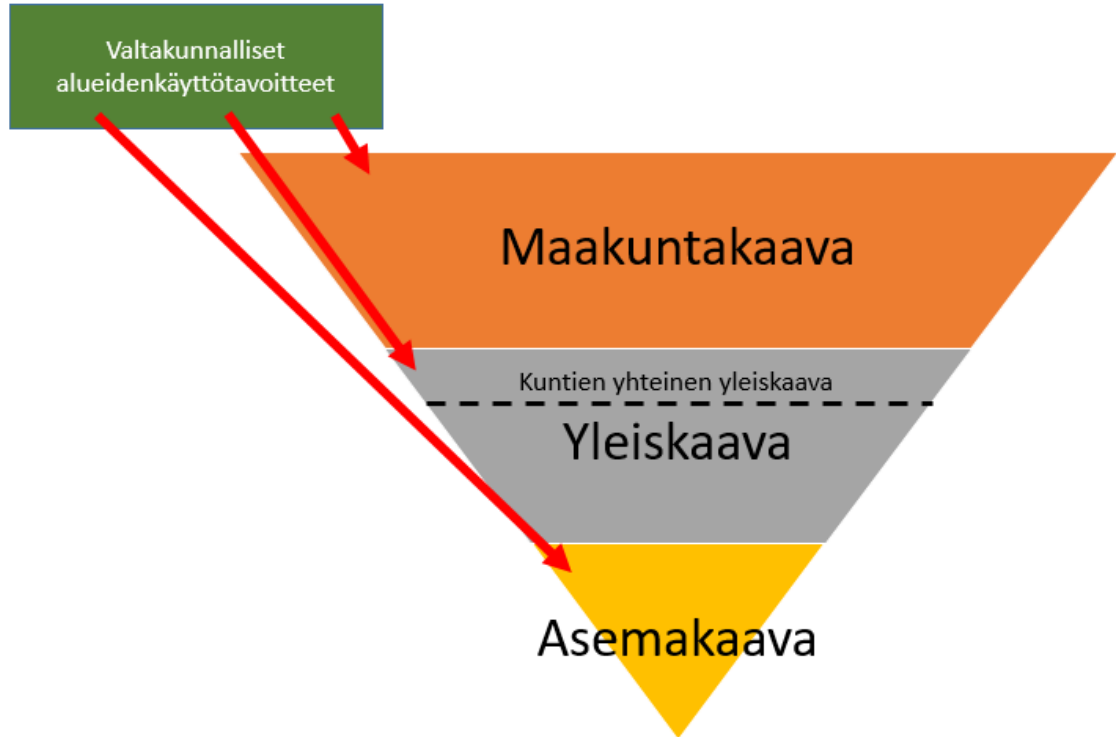 Valtakunnalliset
alueidenkäyttötavoitteet
Maakuntakaava
Kuntien yhteinen yleiskaava
Yleiskaava
Asemakaava